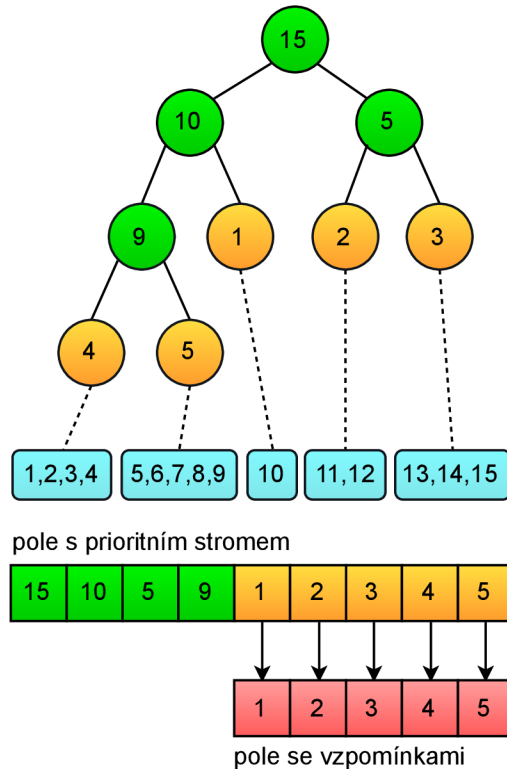 15
10 5
9 1 2 3
4 5
1,2,3,4 5,6,7,8,9 10 11,12 13,14,15
pole s prioritním stromem
15 10 5 9 1 2 3 4 5
1 2 3 4 5
pole se vzpomínkami